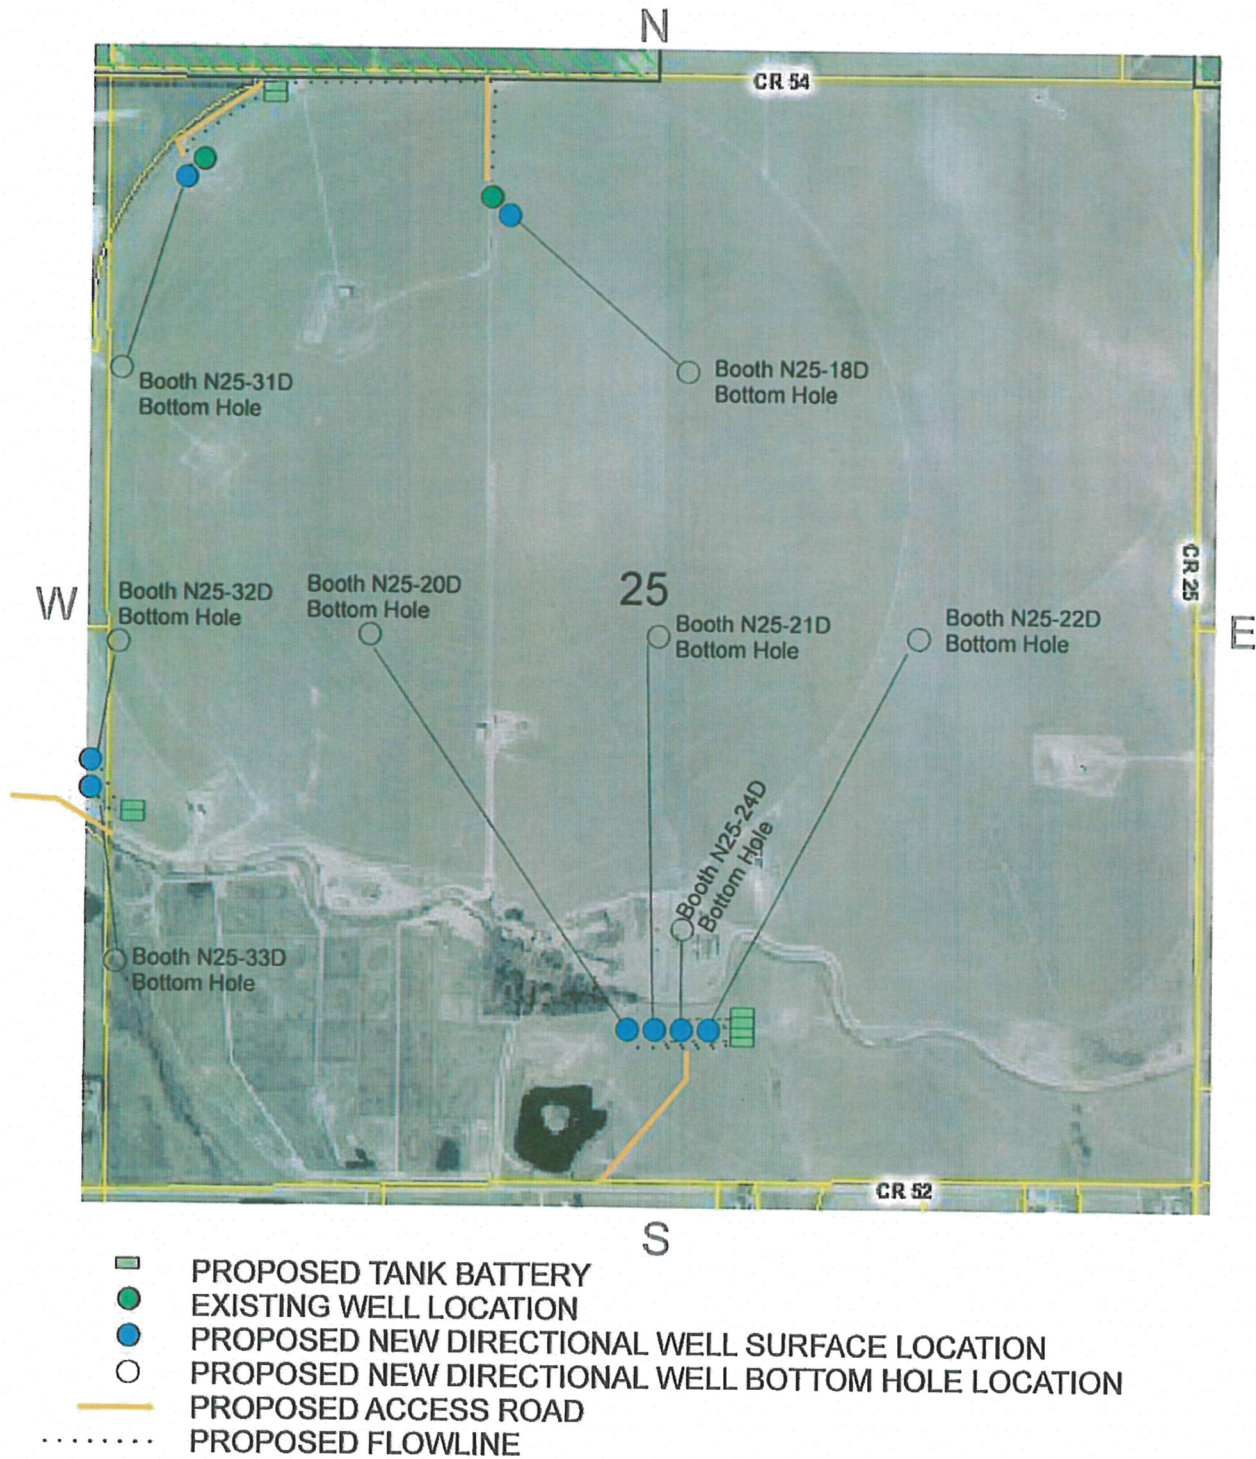 N
CR 54
Booth N25-31D
Bottom Hole
Booth N25-18D
Bottom Hole
W
Booth N25-32D
Bottom Hole
Booth N25-20D
Bottom Hole
25
Booth N25-21D
Bottom Hole
Booth N25-22D
Bottom Hole
CR 25
E
Booth N25-24D
Bottom Hole
Booth N25-33D
Bottom Hole
CR 52
S
PROPOSED TANK BATTERY
EXISTING WELL LOCATION
PROPOSED NEW DIRECTIONAL WELL SURFACE LOCATION
PROPOSED NEW DIRECTIONAL WELL BOTTOM HOLE LOCATION
PROPOSED ACCESS ROAD
PROPOSED FLOWLINE